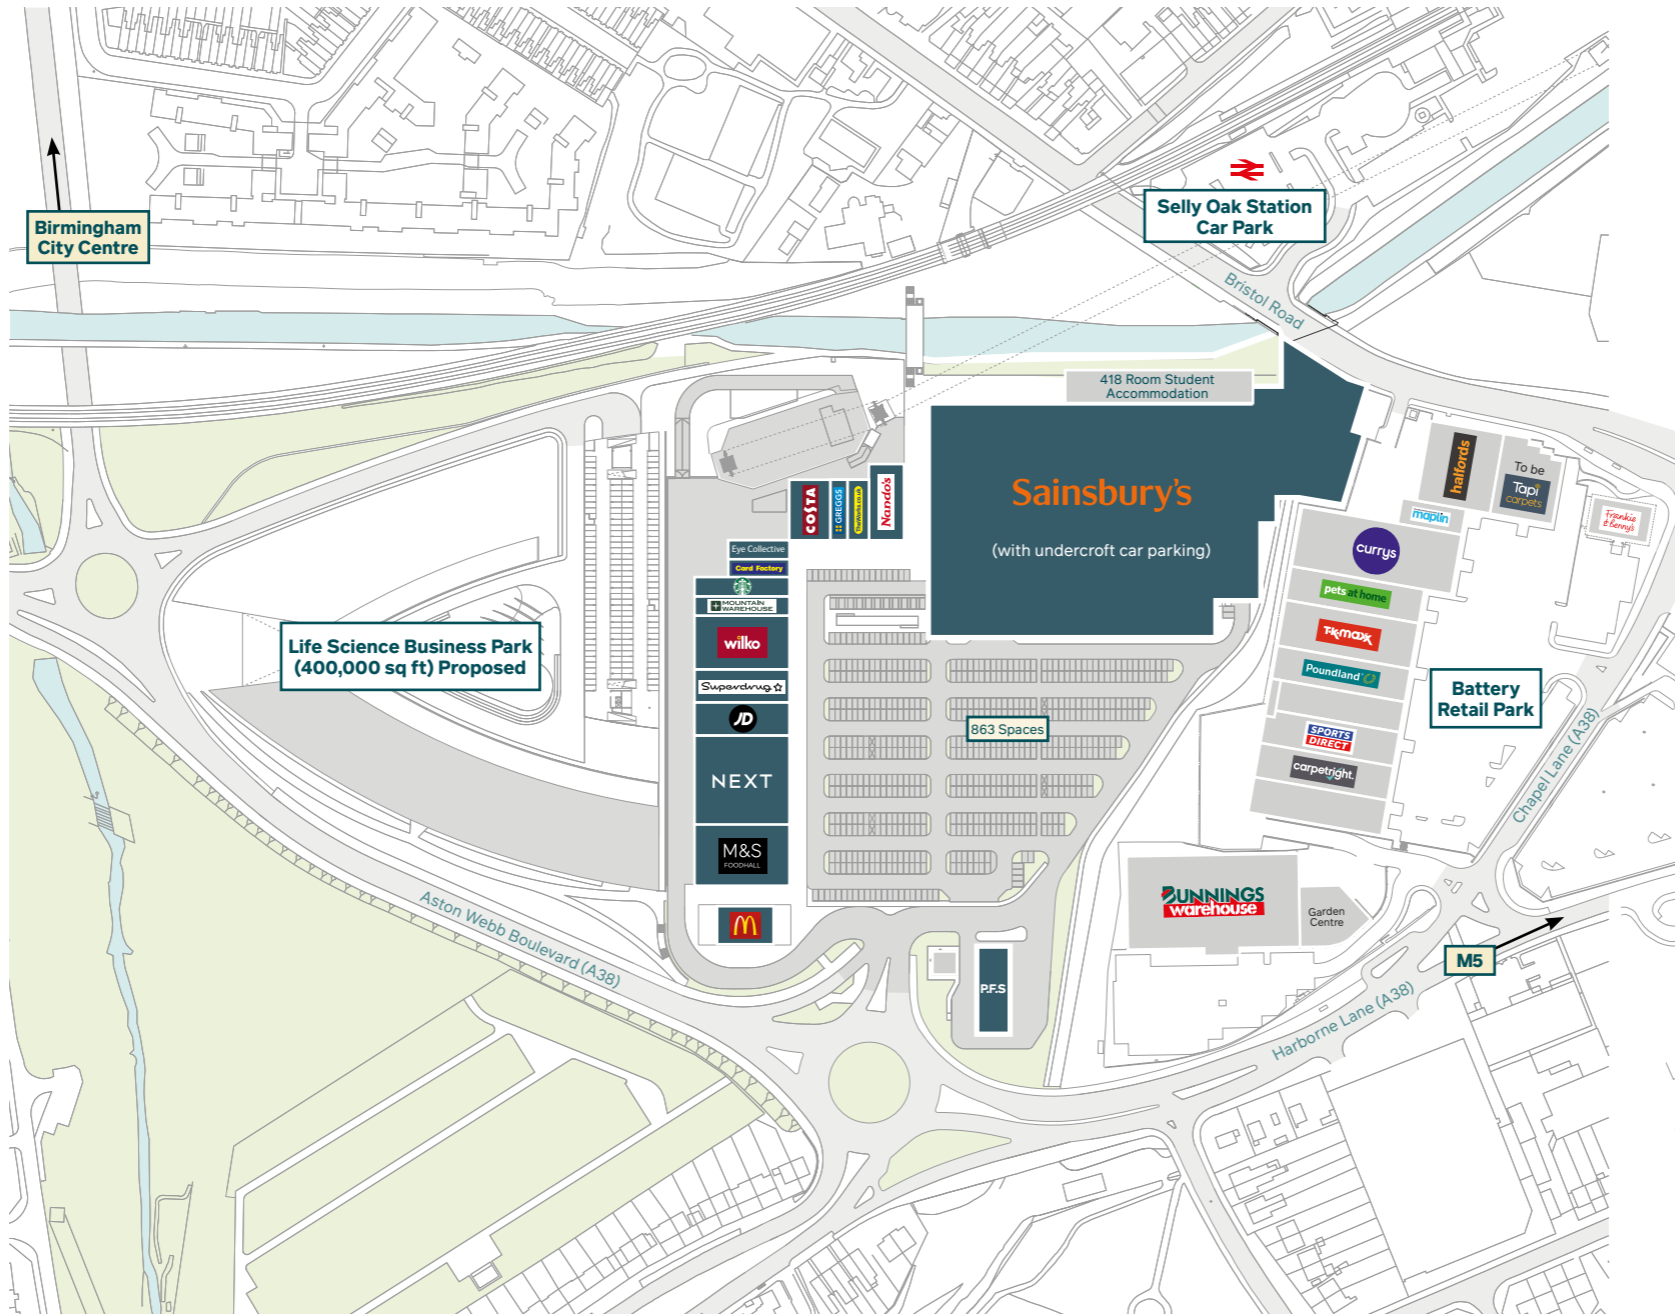 Birmingham
City Centre
Selly Oak Station
Car Park
Bristol Road
418 Room Student
Accommodation
Sainsbury's
(with undercroft car parking)
halfords
To be
Tapi
carpets
Frankie
& Benny's
maplin
currys
pets at home
TK maxx
Poundland
SPORTS
DIRECT
carpetright.
Battery
Retail Park
Chapel Lane (A38)
COSTA
GREGGS
TheWorks.co.uk
Nando's
Eye Collective
Card Factory
MOUNTAIN
WAREHOUSE
wilko
Superdrug
JD
NEXT
M&S
FOODHALL
863 Spaces
Life Science Business Park
(400,000 sq ft) Proposed
BUNNINGS
warehouse
Garden
Centre
M5
P.F.S
Aston Webb Boulevard (A38)
Harborne Lane (A38)